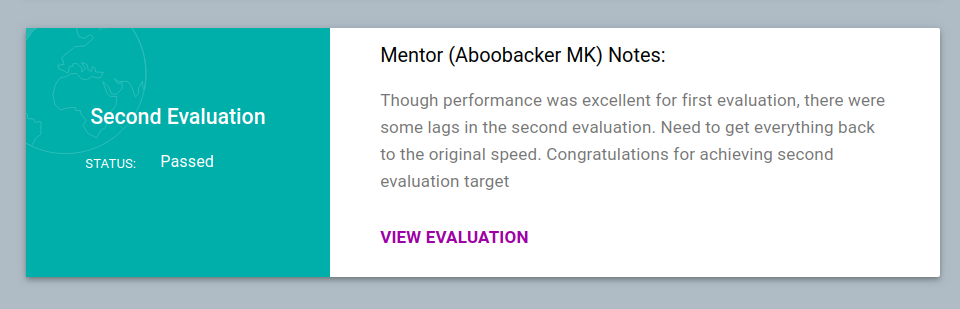 Second Evaluation
STATUS: Passed
Mentor (Aboobacker MK) Notes:
Though performance was excellent for first evaluation, there were
some lags in the second evaluation. Need to get everything back
to the original speed. Congratulations for achieving second
evaluation target
VIEW EVALUATION